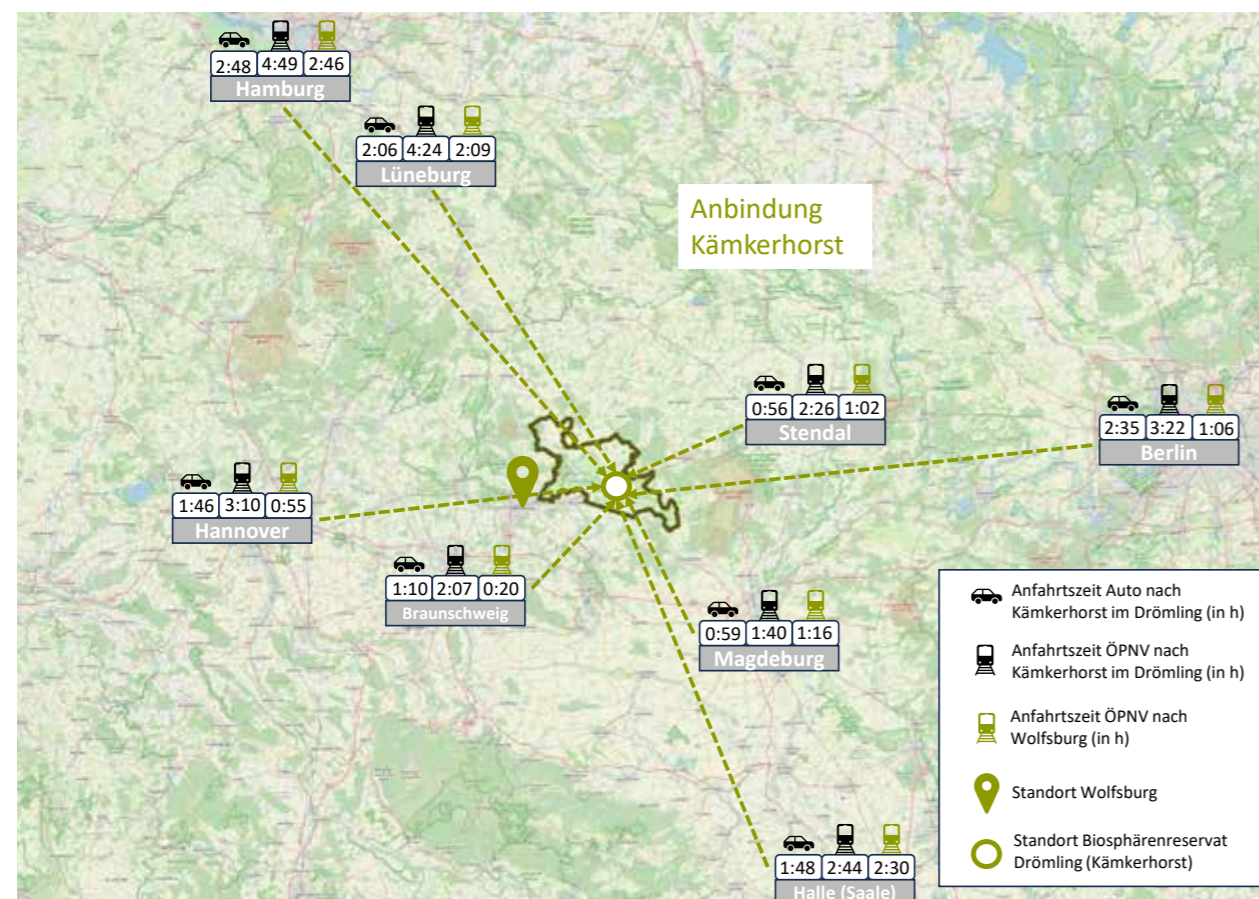 2:48 4:49 2:46
Hamburg
2:06 4:24 2:09
Lüneburg
Anbindung
Kämkerhorst
0:56 2:26 1:02
Stendal
2:35 3:22 1:06
Berlin
1:46 3:10 0:55
Hannover
1:10 2:07 0:20
Braunschweig
0:59 1:40 1:16
Magdeburg
1:48 2:44 2:30
Halle (Saale)
Anfahrtszeit Auto nach
Kämkerhorst im Drömling (in h)
Anfahrtszeit ÖPNV nach
Kämkerhorst im Drömling (in h)
Anfahrtszeit ÖPNV nach
Wolfsburg (in h)
Standort Wolfsburg
Standort Biosphärenreservat
Drömling (Kämkerhorst)